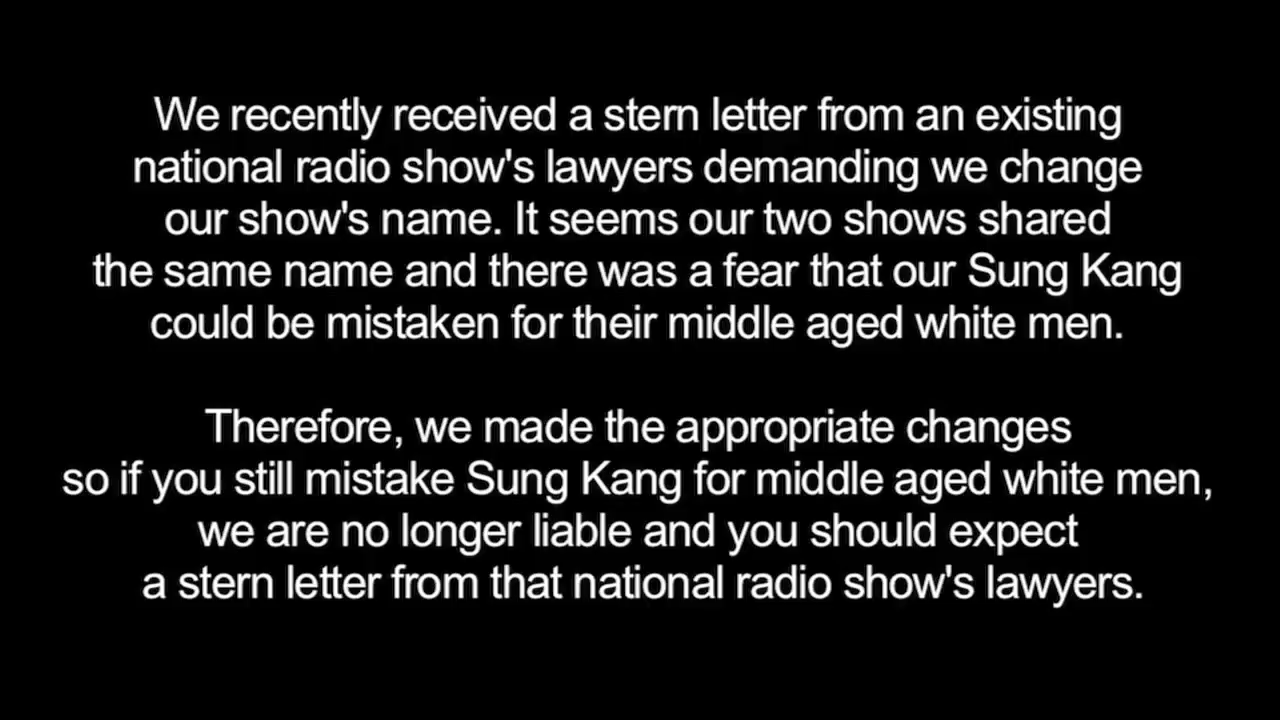 We recently received a stern letter from an existing
national radio show's lawyers demanding we change
our show's name. It seems our two shows shared
the same name and there was a fear that our Sung Kang
could be mistaken for their middle aged white men.
Therefore, we made the appropriate changes
so if you still mistake Sung Kang for middle aged white men,
we are no longer liable and you should expect
a stern letter from that national radio show's lawyers.